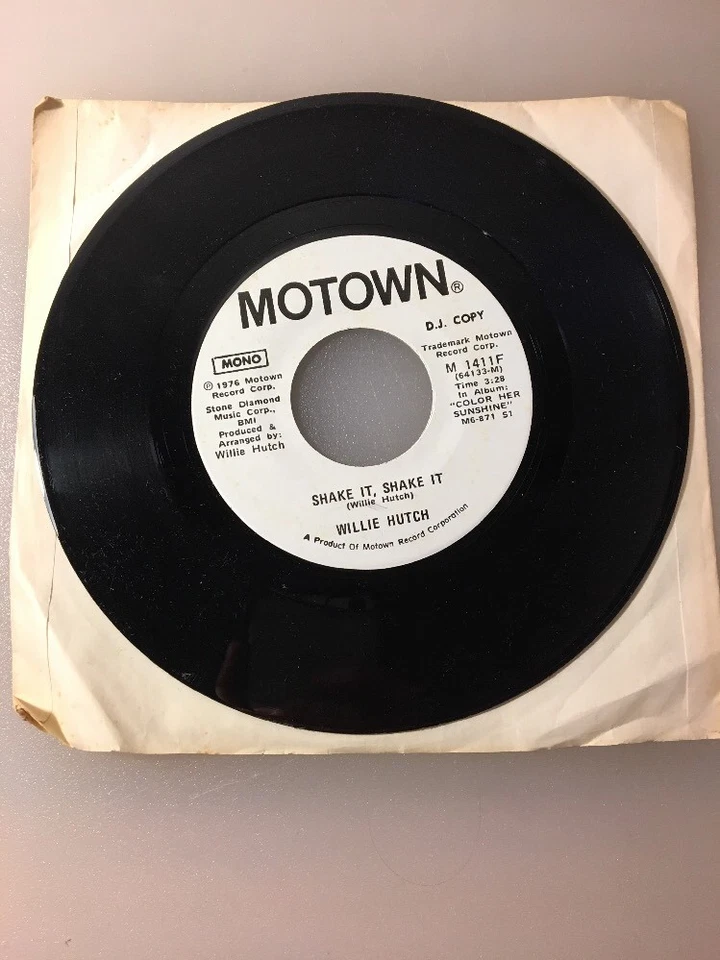 MOTOWN®
D.J. COPY
MONO
℗ 1976 Motown
Record Corp.
Stone Diamond
Music Corp.,
BMI
Produced &
Arranged by:
Willie Hutch
Trademark Motown
Record Corp.
M 1411F
(64133-M)
Time 3:28
In Album:
"COLOR HER
SUNSHINE"
M6-871 S1
SHAKE IT, SHAKE IT
(Willie Hutch)
WILLIE HUTCH
A Product Of Motown Record Corporation